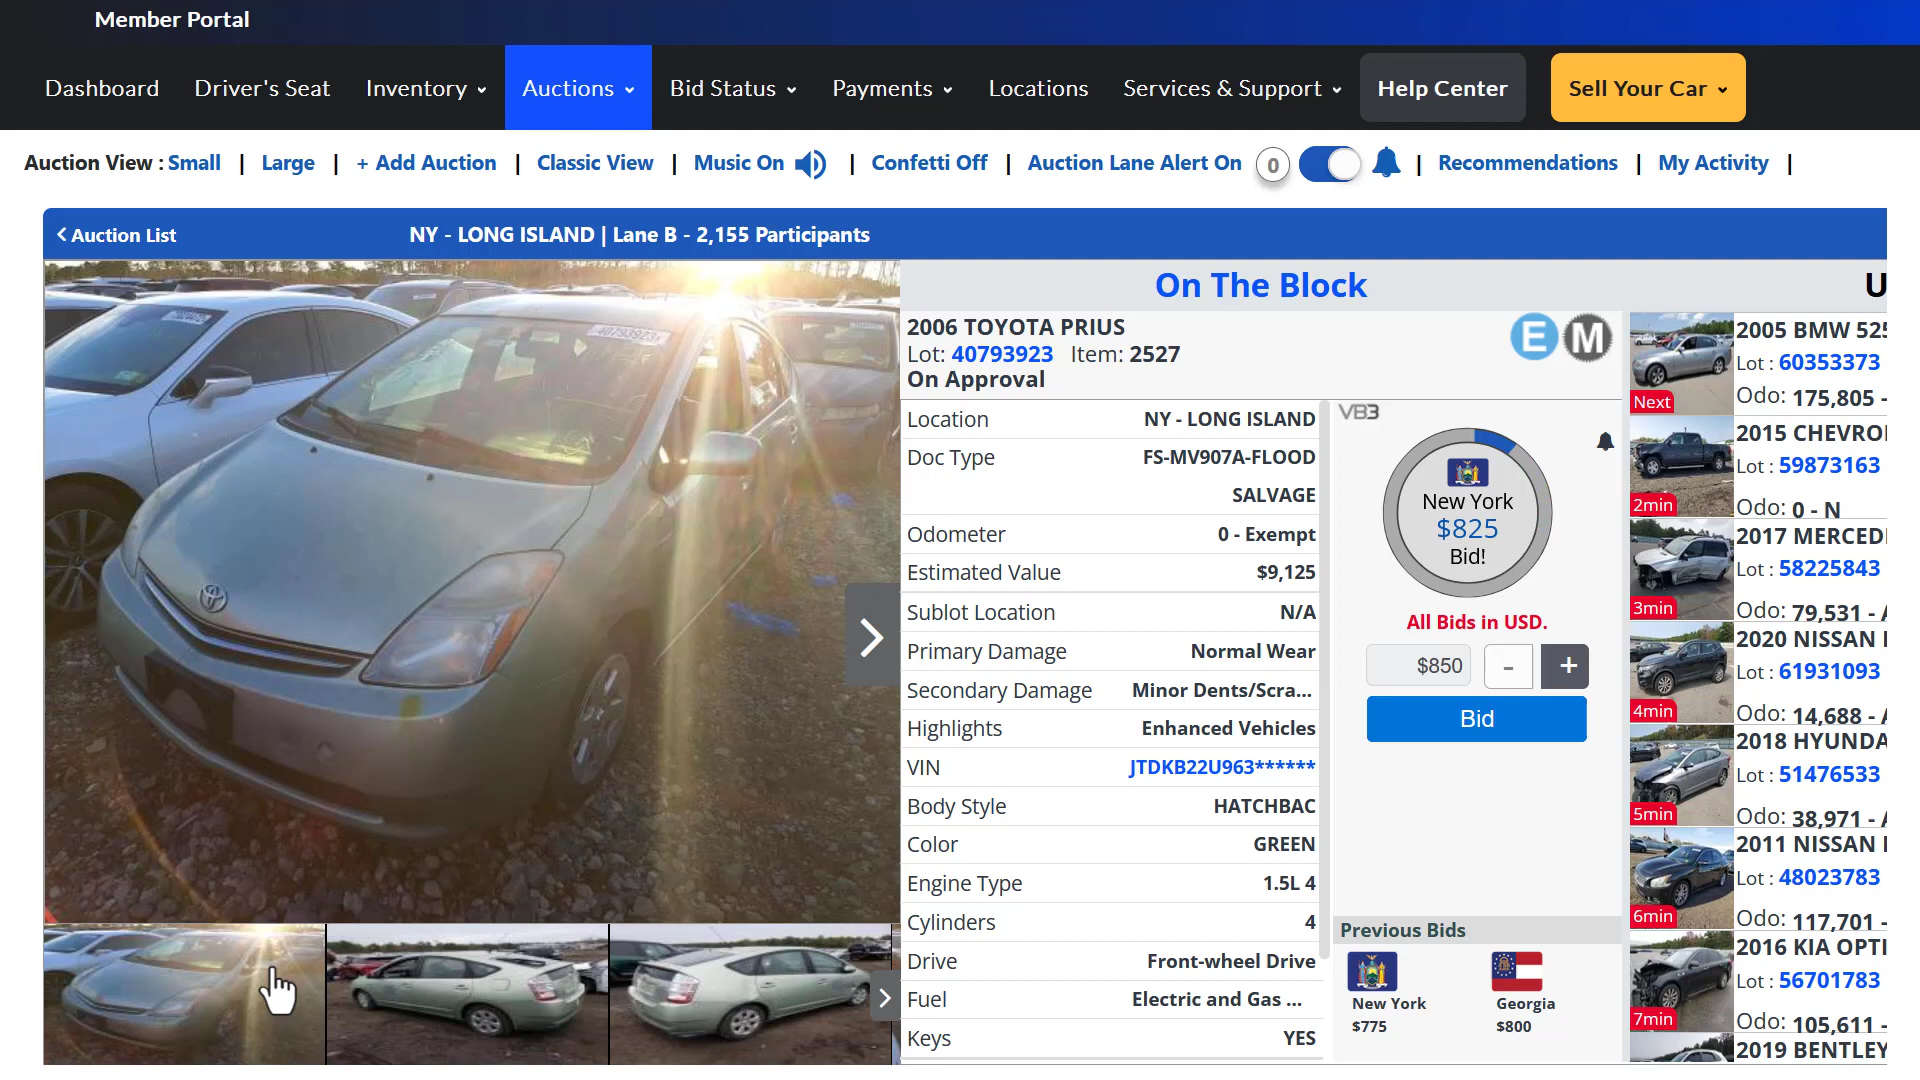 Member Portal
Dashboard Driver's Seat Inventory Auctions Bid Status Payments Locations Services & Support Help Center Sell Your Car
Auction View : Small | Large | + Add Auction | Classic View | Music On | Confetti Off | Auction Lane Alert On 0 | Recommendations | My Activity |
< Auction List
NY - LONG ISLAND | Lane B - 2,155 Participants
On The Block
U
40793923
2006 TOYOTA PRIUS
Lot: 40793923 Item: 2527
On Approval
E M
Location NY - LONG ISLAND
Doc Type FS-MV907A-FLOOD
SALVAGE
Odometer 0 - Exempt
Estimated Value $9,125
Sublot Location N/A
Primary Damage Normal Wear
Secondary Damage Minor Dents/Scra...
Highlights Enhanced Vehicles
VIN JTDKB22U963******
Body Style HATCHBAC
Color GREEN
Engine Type 1.5L 4
Cylinders 4
Drive Front-wheel Drive
Fuel Electric and Gas ...
Keys YES
VB3
New York
$825
Bid!
All Bids in USD.
$850 - +
Bid
Previous Bids
New York
$775
Georgia
$800
2005 BMW 525
Lot : 60353373
Odo: 175,805 -
Next
2015 CHEVRO
Lot : 59873163
Odo: 0 - N
2min
2017 MERCED
Lot : 58225843
Odo: 79,531 - A
3min
2020 NISSAN
Lot : 61931093
Odo: 14,688 - A
4min
2018 HYUNDA
Lot : 51476533
Odo: 38,971 - A
5min
2011 NISSAN
Lot : 48023783
Odo: 117,701 -
6min
2016 KIA OPTI
Lot : 56701783
Odo: 105,611 -
7min
2019 BENTLEY